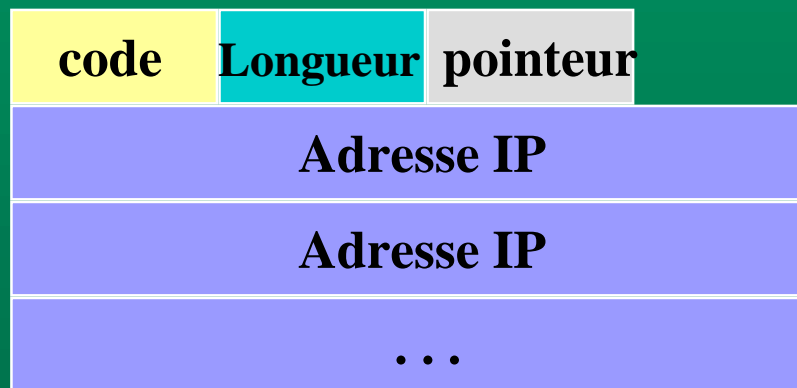 code Longueur pointeur
Adresse IP
Adresse IP
. . .